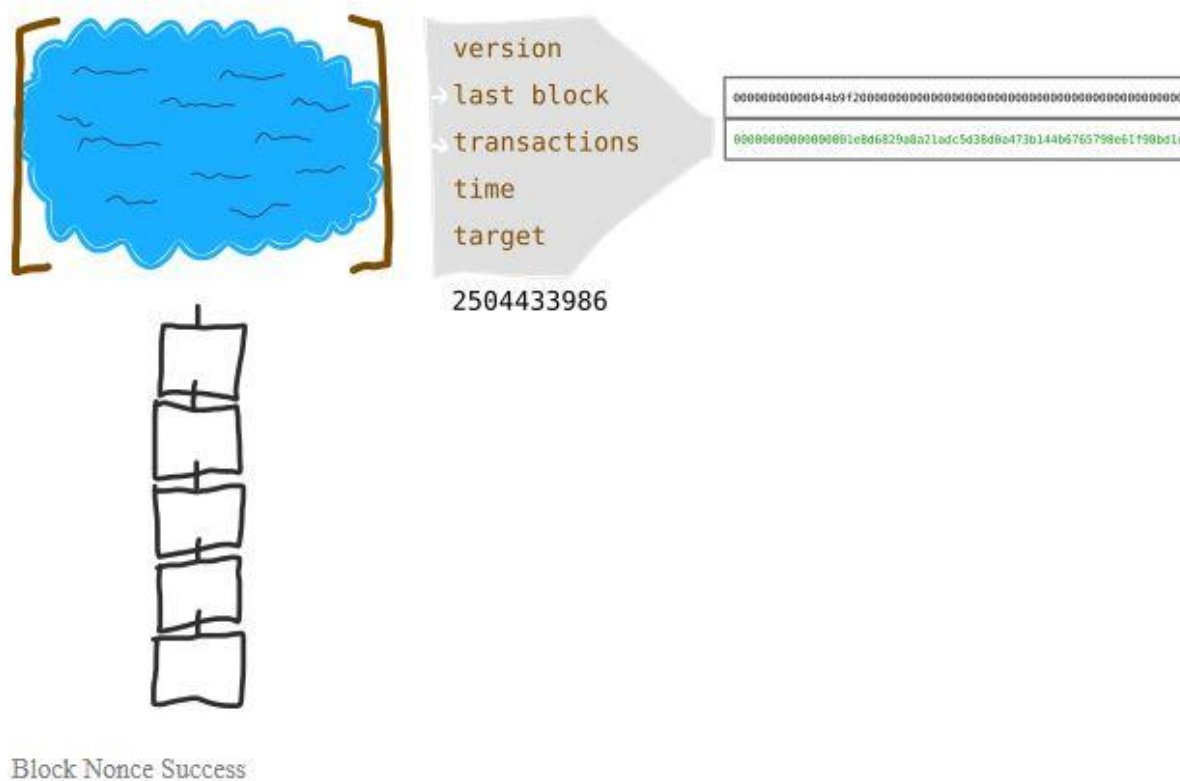 version
last block
transactions
time
target
2504433986
Block Nonce Success